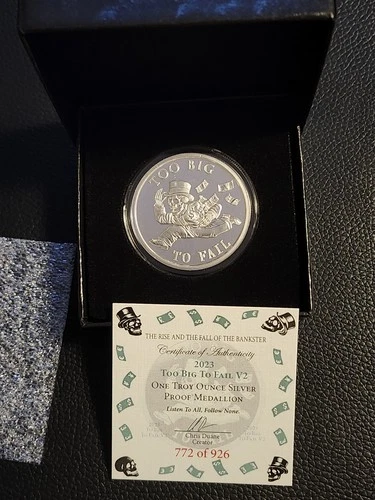 TOO BIG
TO FAIL
THE RISE AND THE FALL OF THE BANKSTER
Certificate of Authenticity
2023
TOO BIG TO FAIL V2
ONE TROY OUNCE SILVER
PROOF MEDALLION
Listen To All, Follow None.
Chris Duane
Creator
772 of 926